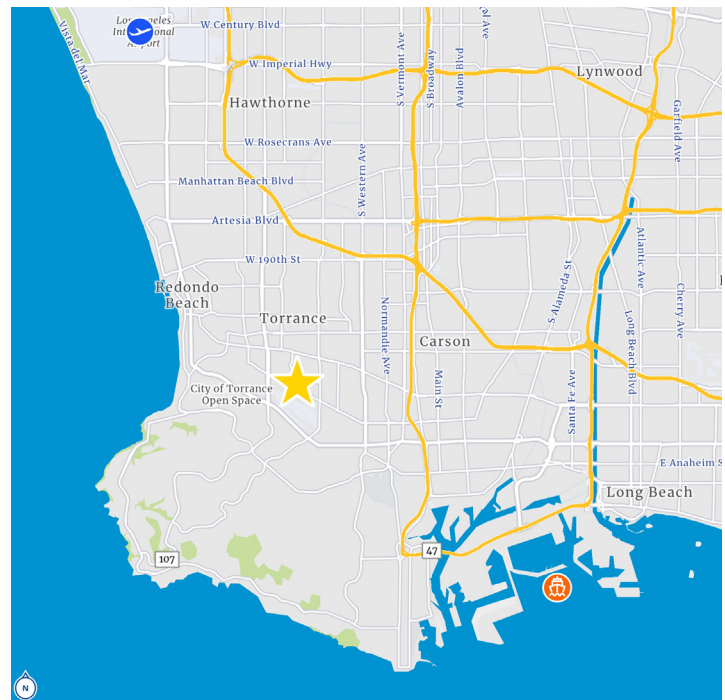 Los Angeles
International
Airport
Vista del Mar
W Century Blvd
W Imperial Hwy
Hawthorne
S Vermont Ave
S Broadway
Avalon Blvd
Lynwood
Garfield Ave
W Rosecrans Ave
S Western Ave
Manhattan Beach Blvd
Artesia Blvd
W 190th St
Redondo
Beach
Torrance
Normandie Ave
Carson
S Alameda St
Atlantic Ave
Cherry Ave
Long Beach Blvd
City of Torrance
Open Space
Main St
Santa Fe Ave
E Anaheim S
Long Beach
47
107
N